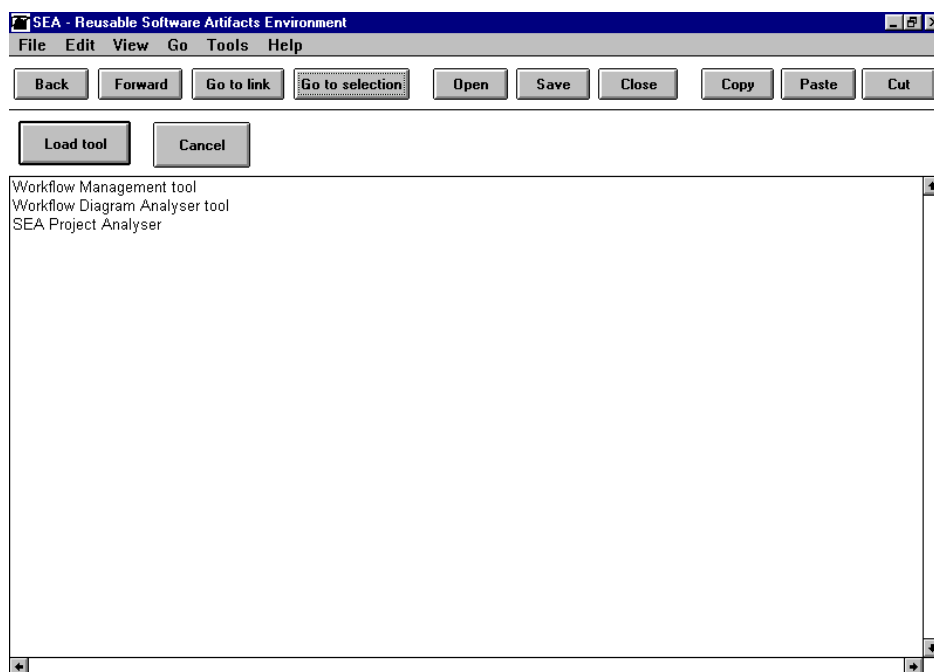 SEA - Reusable Software Artifacts Environment
File Edit View Go Tools Help
Back Forward Go to link Go to selection Open Save Close Copy Paste Cut
Load tool Cancel
Workflow Management tool
Workflow Diagram Analyser tool
SEA Project Analyser